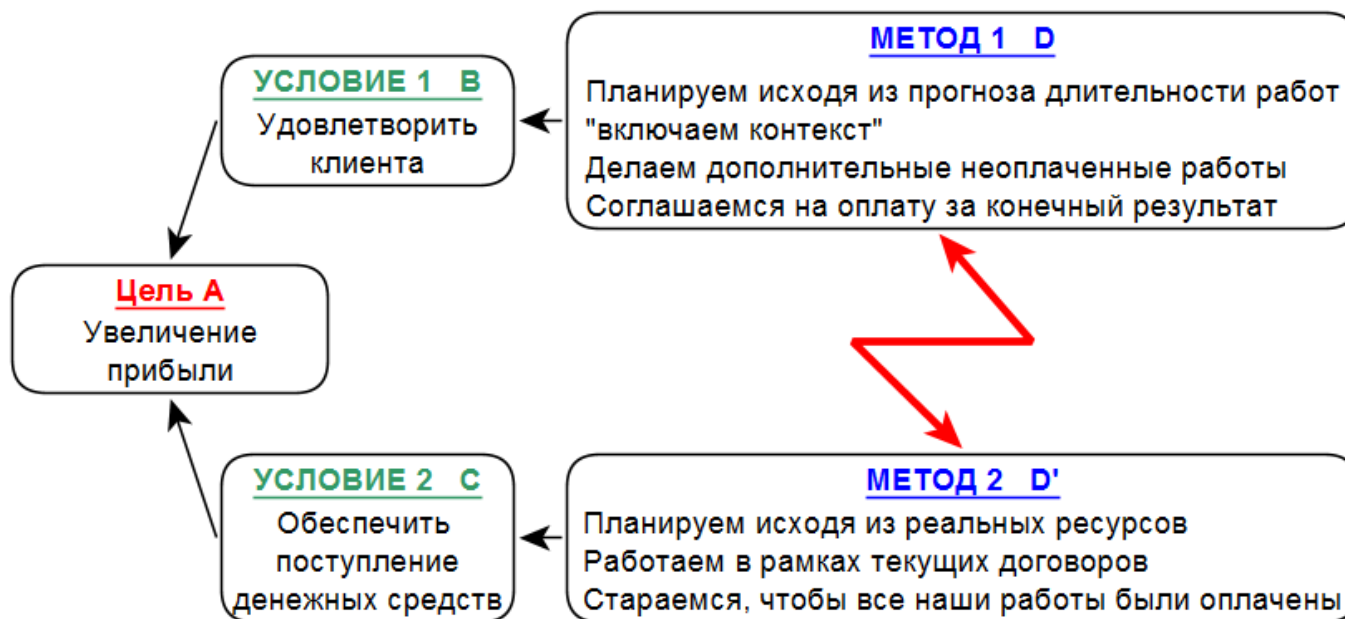 МЕТОД 1 D
Планируем исходя из прогноза длительности работ
"включаем контекст"
Делаем дополнительные неоплаченные работы
Соглашаемся на оплату за конечный результат
УСЛОВИЕ 1 B
Удовлетворить
клиента
Цель A
Увеличение
прибыли
УСЛОВИЕ 2 C
Обеспечить
поступление
денежных средств
МЕТОД 2 D'
Планируем исходя из реальных ресурсов
Работаем в рамках текущих договоров
Стараемся, чтобы все наши работы были оплачены